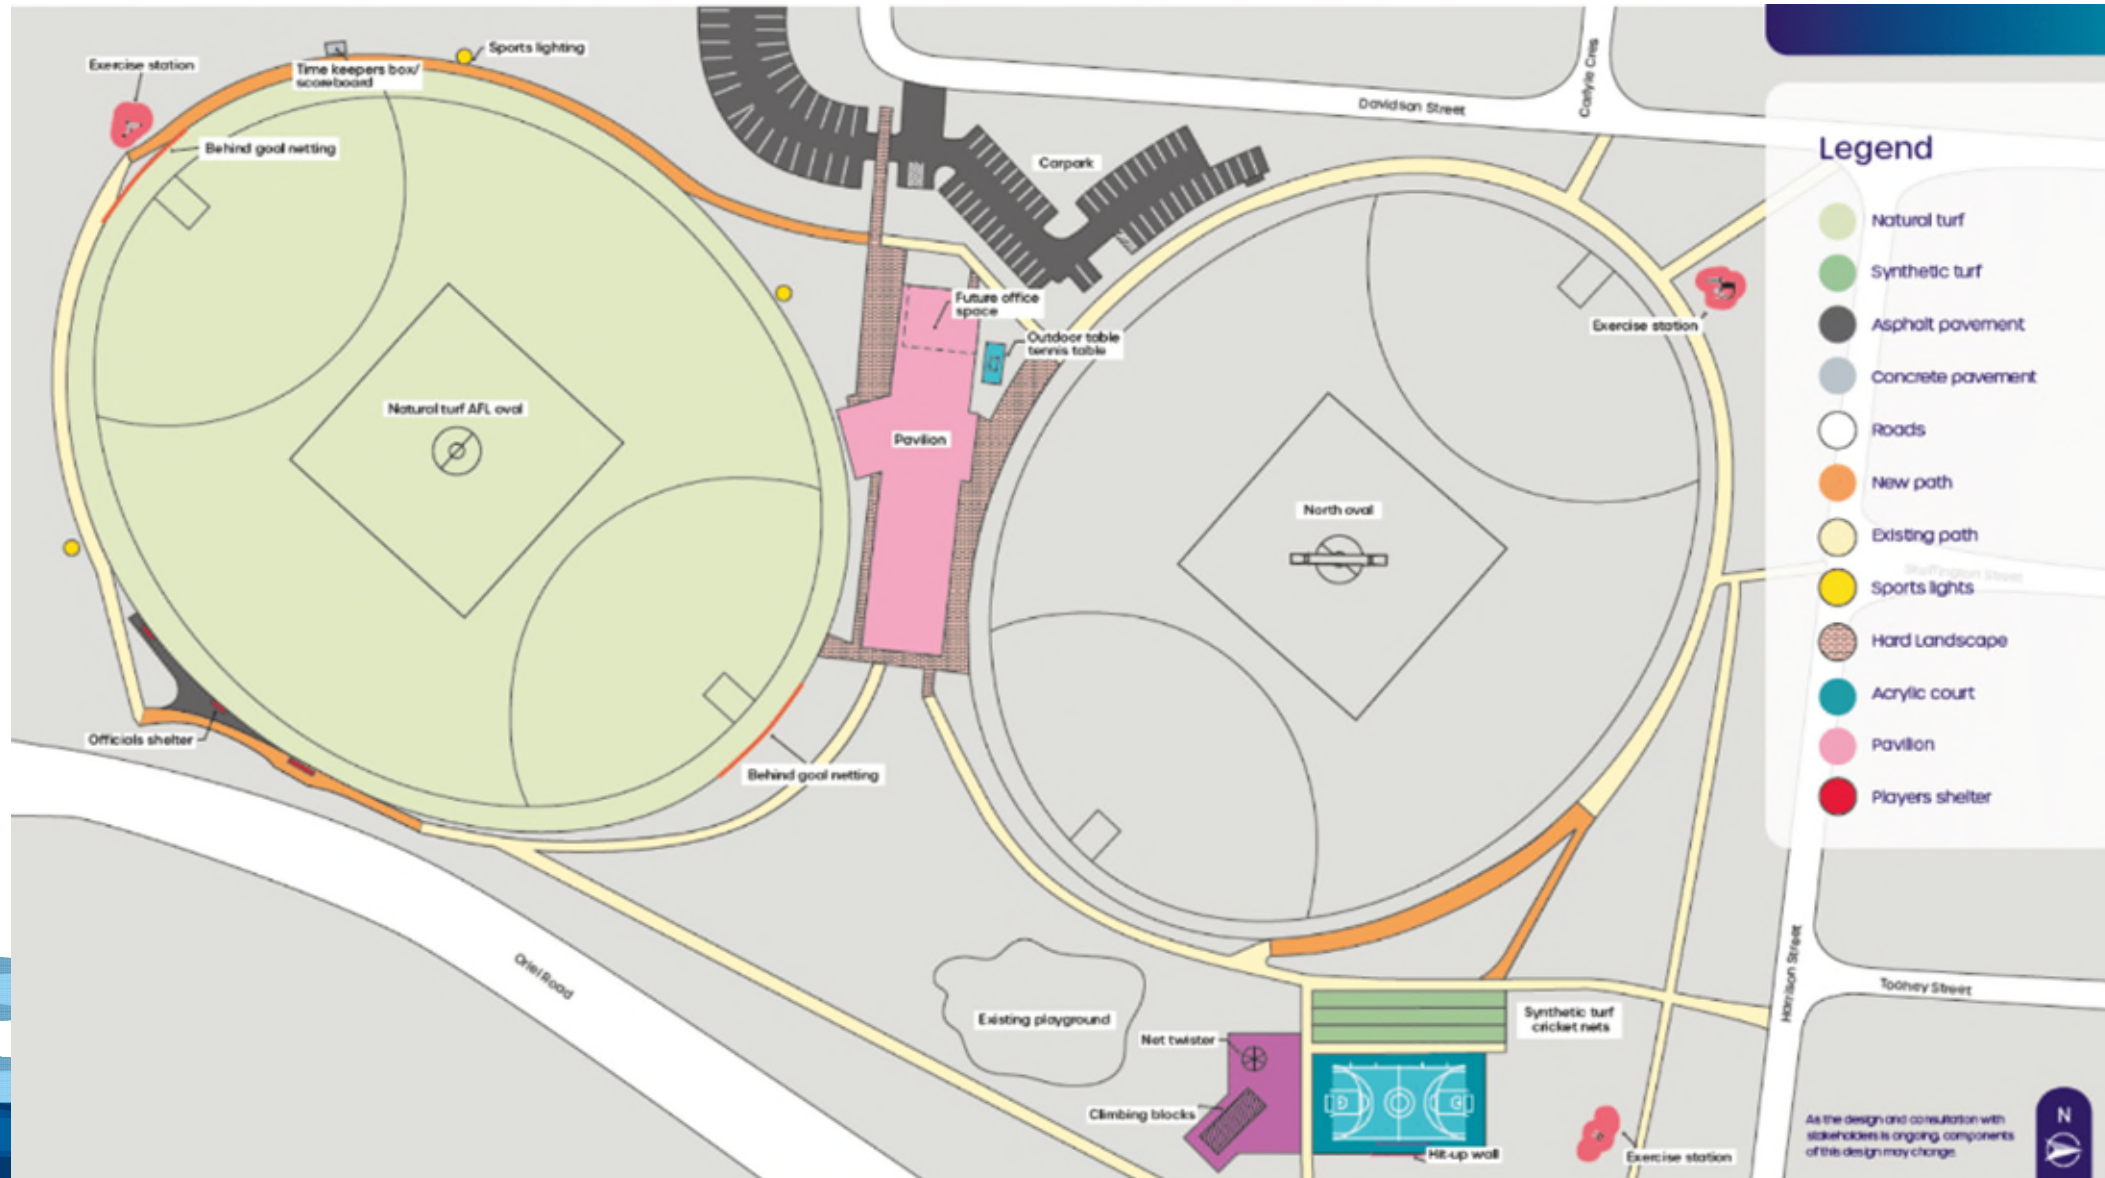 Sports lighting
Exercise station
Time keepers box/
scoreboard
Behind goal netting
Davidson Street
Carlyle Cres
Carpark
Future office
space
Outdoor table
tennis table
Exercise station
Natural turf AFL oval
Pavilion
North oval
Officials shelter
Behind goal netting
Oriel Road
Existing playground
Net twister
Climbing blocks
Synthetic turf
cricket nets
Hit-up wall
Exercise station
Harrison Street
Toohey Street
Legend
Natural turf
Synthetic turf
Asphalt pavement
Concrete pavement
Roads
New path
Existing path
Sports lights
Hard Landscape
Acrylic court
Pavilion
Players shelter
As the design and consultation with
stakeholders is ongoing, components
of this design may change.
N